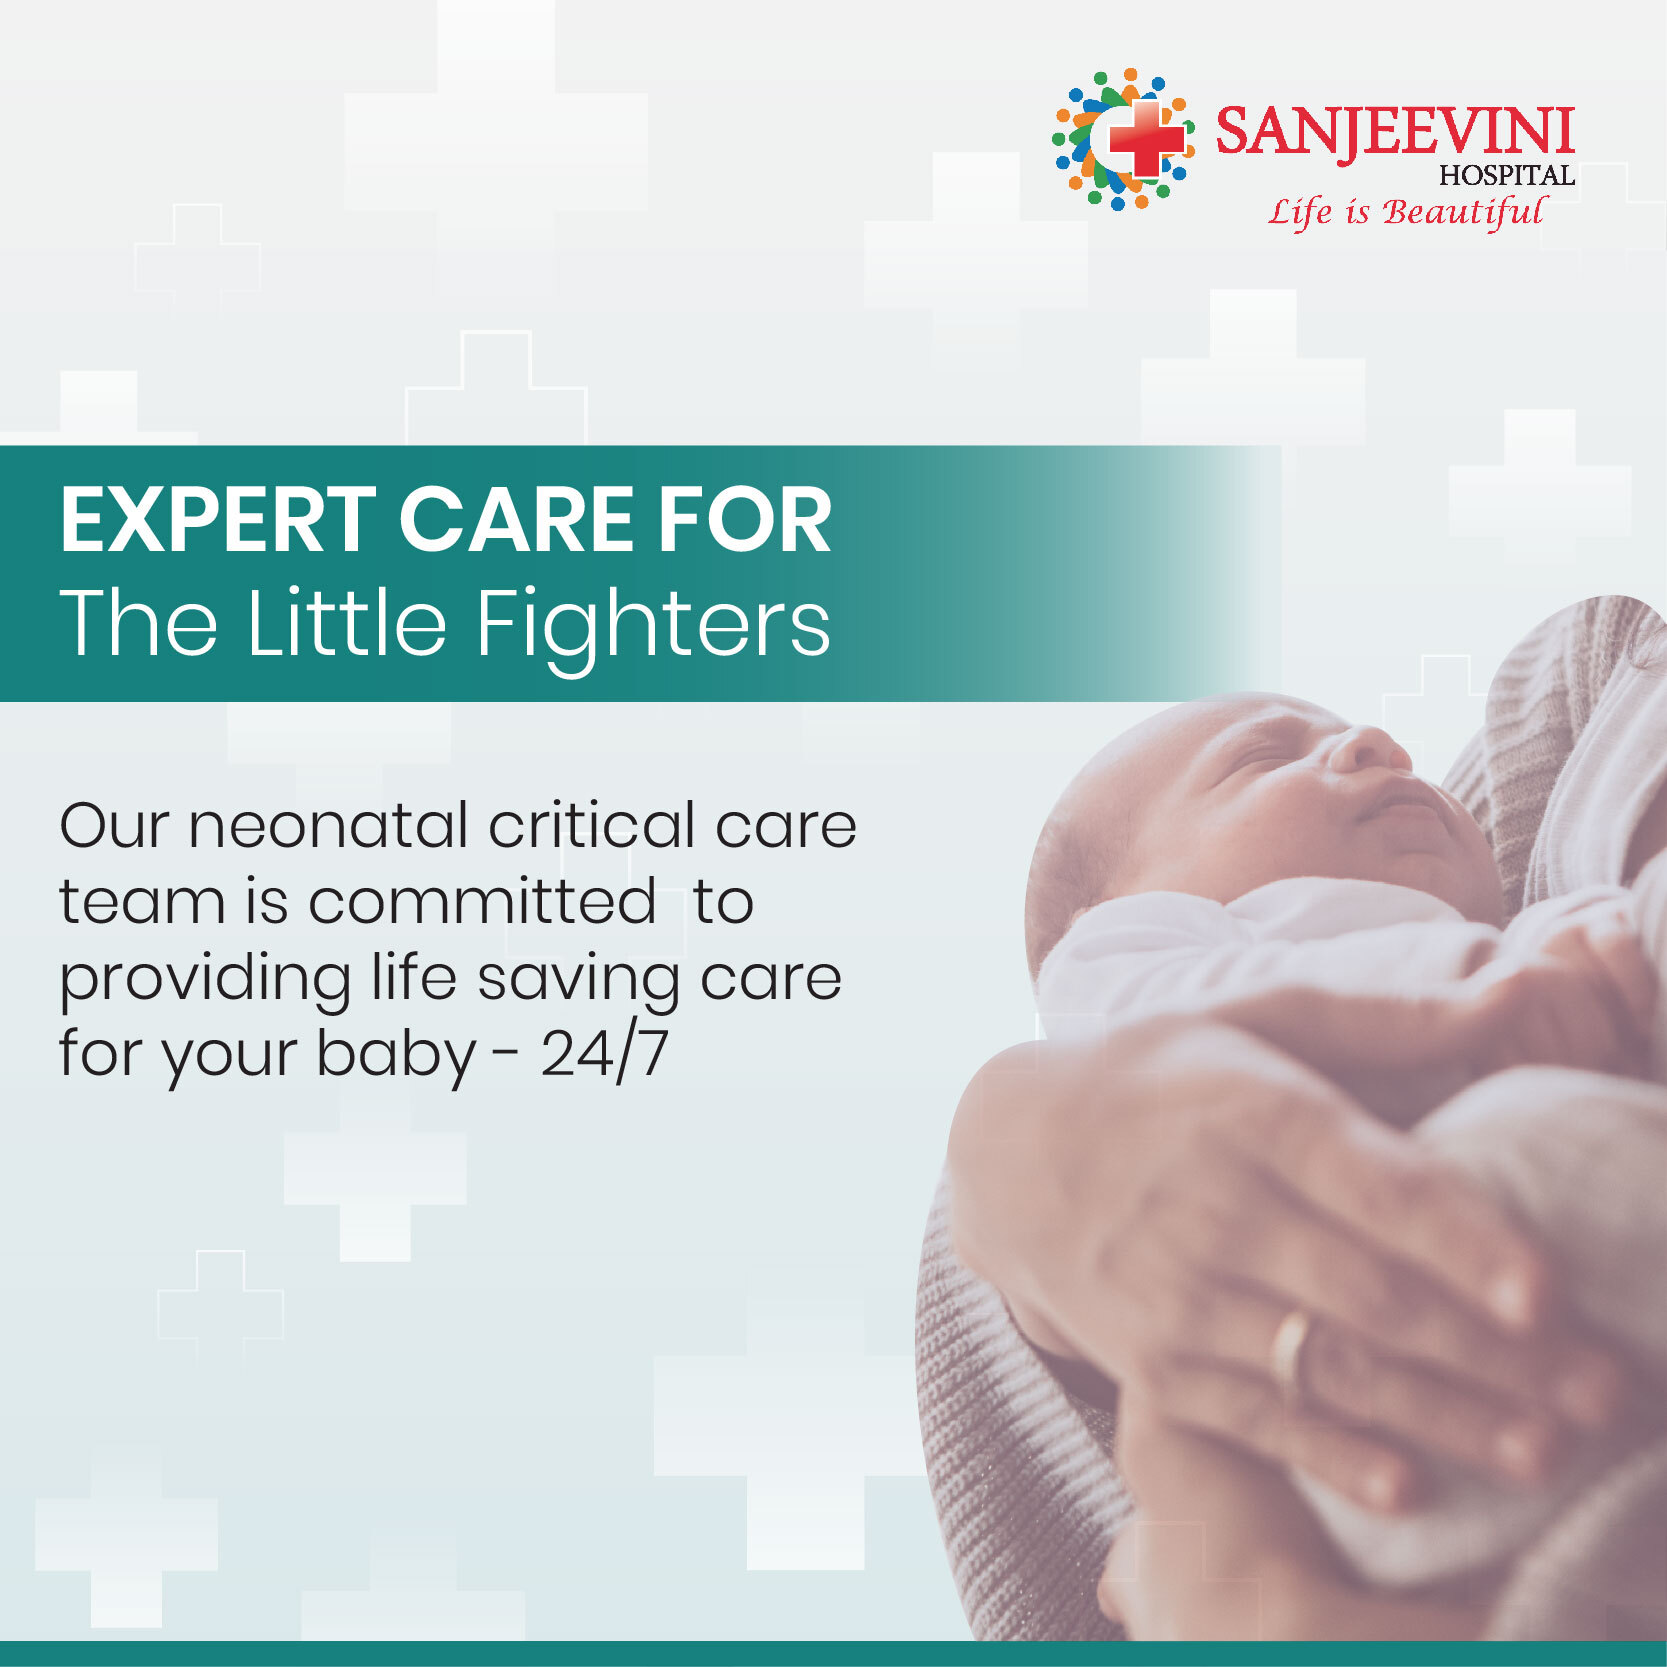 SANJEEVINI
HOSPITAL
Life is Beautiful
EXPERT CARE FOR
The Little Fighters
Our neonatal critical care
team is committed  to
providing life saving care
for your baby - 24/7